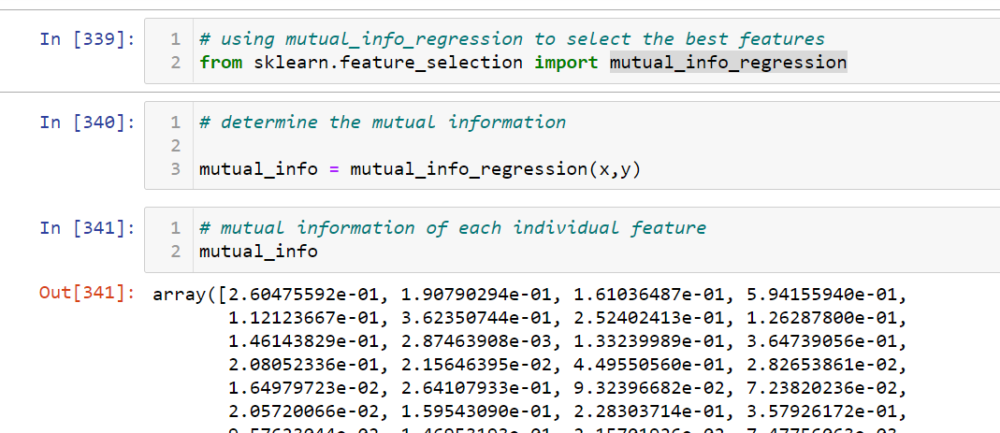 In [339]:
1 # using mutual_info_regression to select the best features
2 from sklearn.feature_selection import mutual_info_regression
In [340]:
1 # determine the mutual information
2
3 mutual_info = mutual_info_regression(x,y)
In [341]:
1 # mutual information of each individual feature
2 mutual_info
Out[341]: array([2.60475592e-01, 1.90790294e-01, 1.61036487e-01, 5.94155940e-01,
1.12123667e-01, 3.62350744e-01, 2.52402413e-01, 1.26287800e-01,
1.46143829e-01, 2.87463908e-03, 1.33239989e-01, 3.64739056e-01,
2.08052336e-01, 2.15646395e-02, 4.49550560e-01, 2.82653861e-02,
1.64979723e-02, 2.64107933e-01, 9.32396682e-02, 7.23820236e-02,
2.05720066e-02, 1.59543090e-01, 2.28303714e-01, 3.57926172e-01,